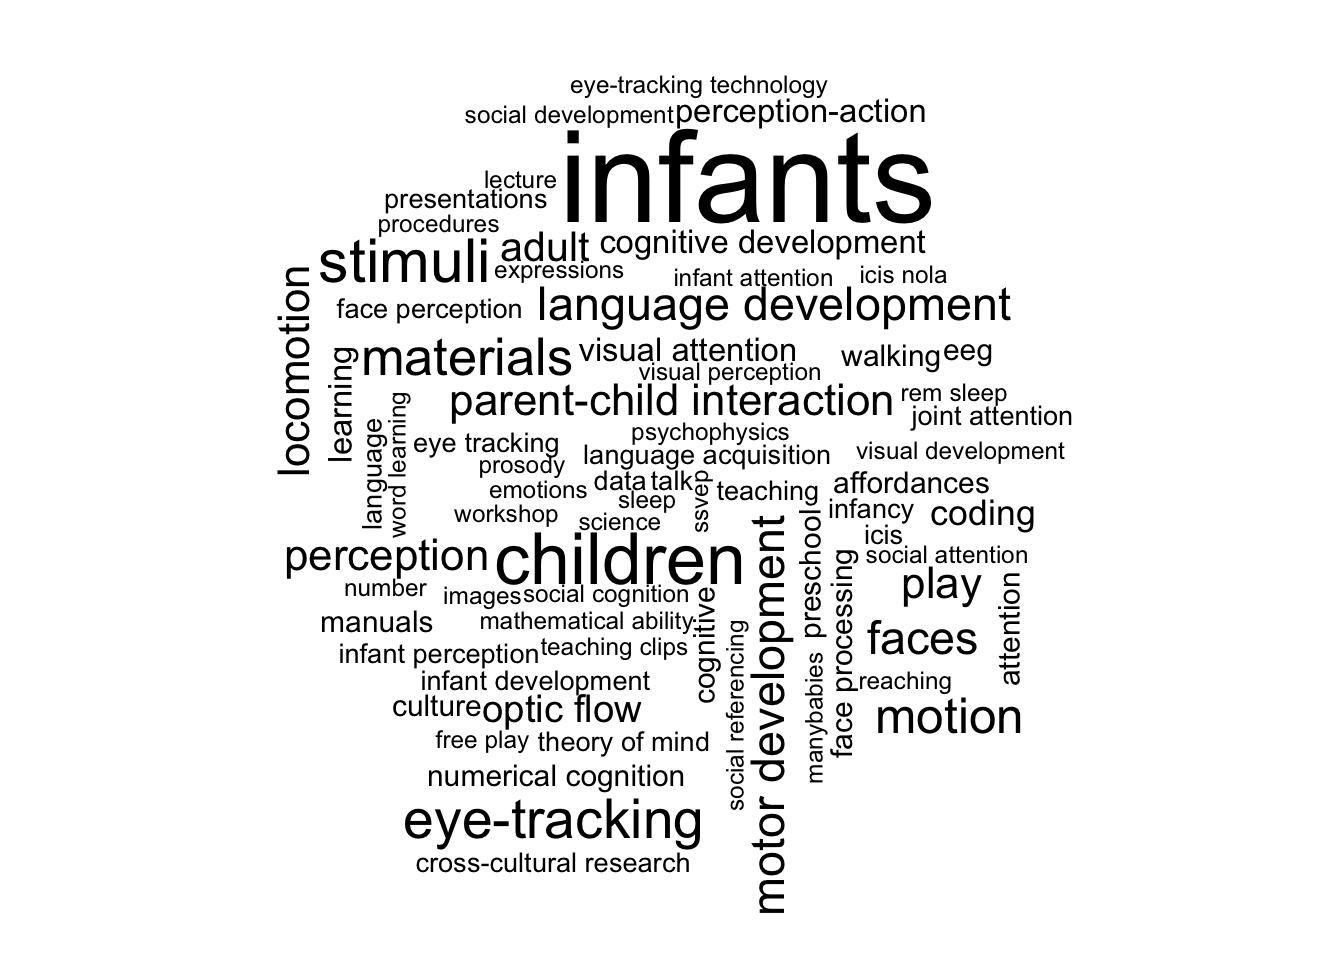 eye-tracking technology
social development
perception-action
infants
lecture
presentations
procedures
stimuli
adult
cognitive development
expressions
infant attention
icis nola
locomotion
face perception
language development
learning
materials
visual attention
walking
eeg
visual perception
parent-child interaction
rem sleep
joint attention
language
word learning
eye tracking
psychophysics
prosody
language acquisition
visual development
emotions
data
talk
ssvep
teaching
affordances
sleep
workshop
science
infancy
coding
icis
perception
children
motor development
preschool
face processing
social attention
number
images
social cognition
cognitive
play
attention
manuals
mathematical ability
faces
infant perception
teaching clips
social referencing
manybabies
infant development
reaching
culture
optic flow
motion
free play
theory of mind
numerical cognition
eye-tracking
cross-cultural research